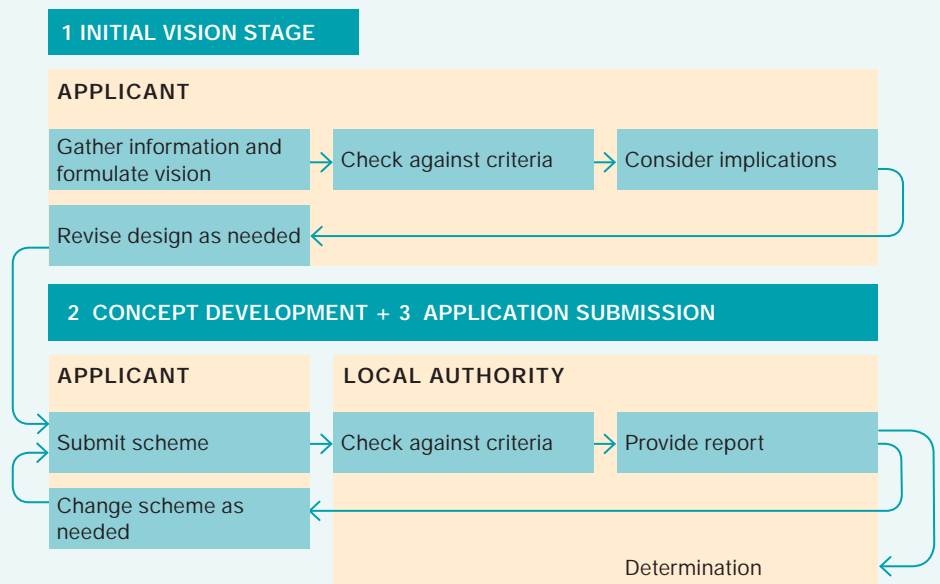 1 INITIAL VISION STAGE
APPLICANT
Gather information and
formulate vision
Check against criteria
Consider implications
Revise design as needed
2 CONCEPT DEVELOPMENT + 3 APPLICATION SUBMISSION
APPLICANT
LOCAL AUTHORITY
Submit scheme
Check against criteria
Provide report
Change scheme as
needed
Determination